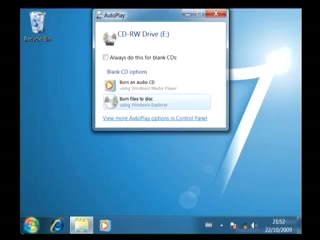 AutoPlay
CD-RW Drive (E:)
Always do this for blank CDs:
Blank CD options
Burn an audio CD
using Windows Media Player
Burn files to disc
using Windows Explorer
View more AutoPlay options in Control Panel
Recycle Bin
21:52
22/10/2009